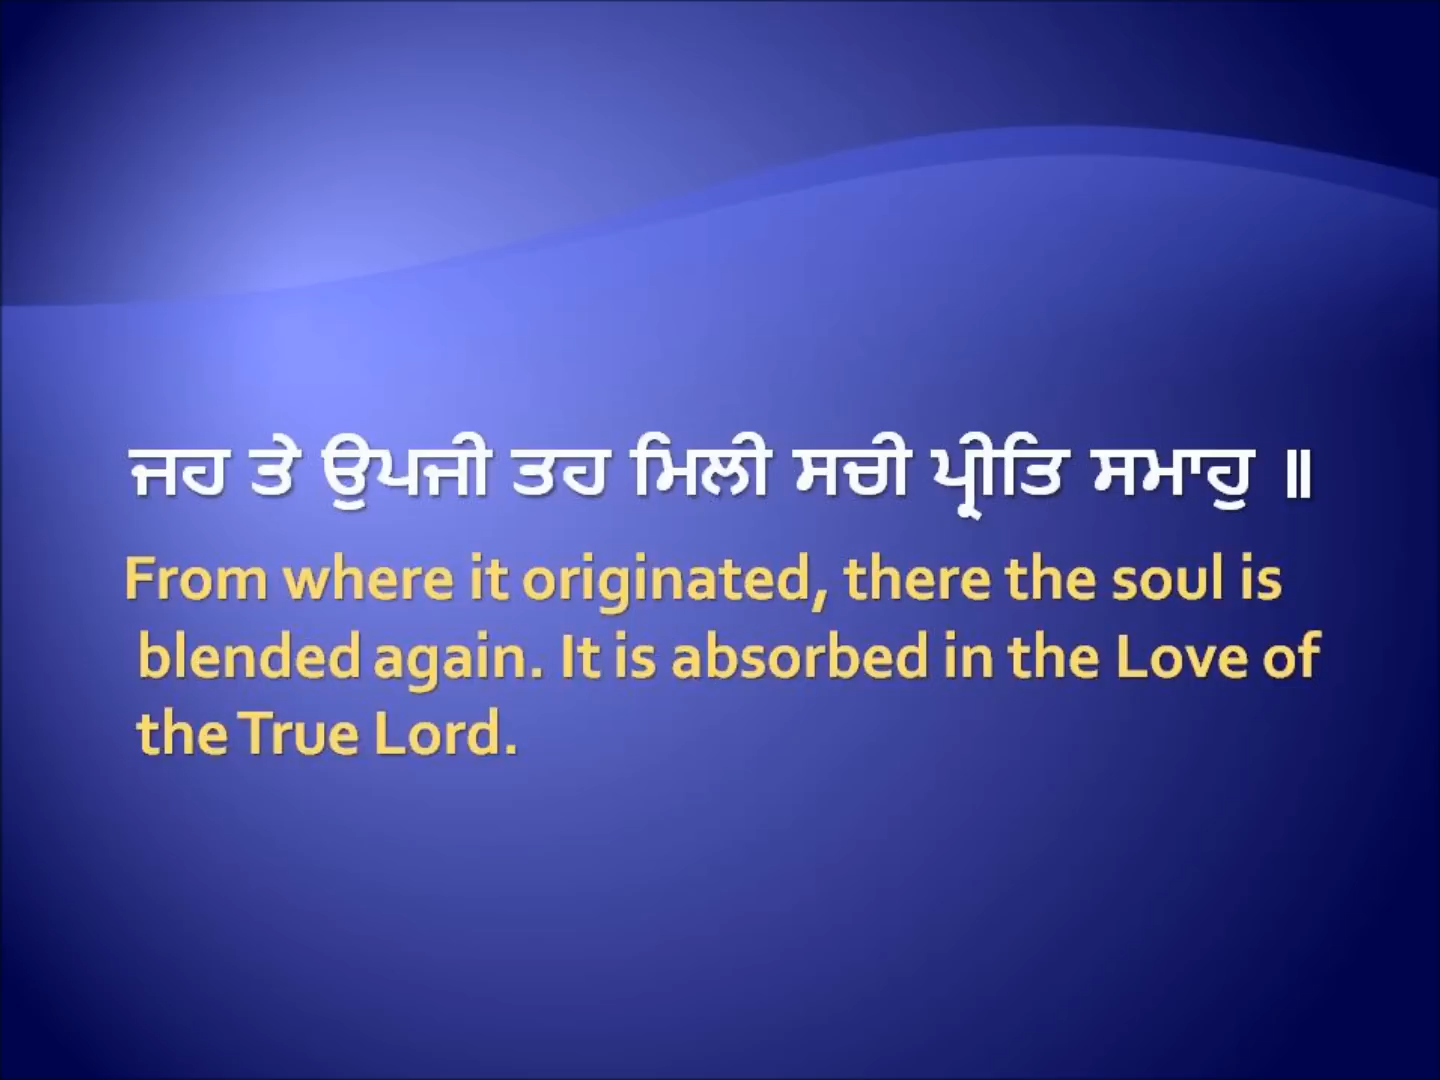 ਜਹ ਤੇ ਉਪਜੀ ਤਹ ਮਿਲੀ ਸਚੀ ਪ੍ਰੀਤਿ ਸਮਾਹੁ ॥
From where it originated, there the soul is
blended again. It is absorbed in the Love of
the True Lord.